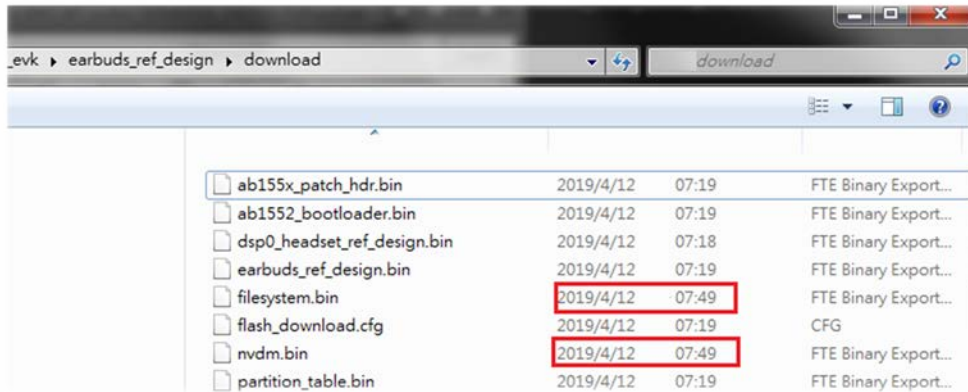 _evk ▸ earbuds_ref_design ▸ download download
ab155x_patch_hdr.bin 2019/4/12 07:19 FTE Binary Export...
ab1552_bootloader.bin 2019/4/12 07:19 FTE Binary Export...
dsp0_headset_ref_design.bin 2019/4/12 07:18 FTE Binary Export...
earbuds_ref_design.bin 2019/4/12 07:19 FTE Binary Export...
filesystem.bin 2019/4/12 07:49 FTE Binary Export...
flash_download.cfg 2019/4/12 07:19 CFG
nvdm.bin 2019/4/12 07:49 FTE Binary Export...
partition_table.bin 2019/4/12 07:19 FTE Binary Export...